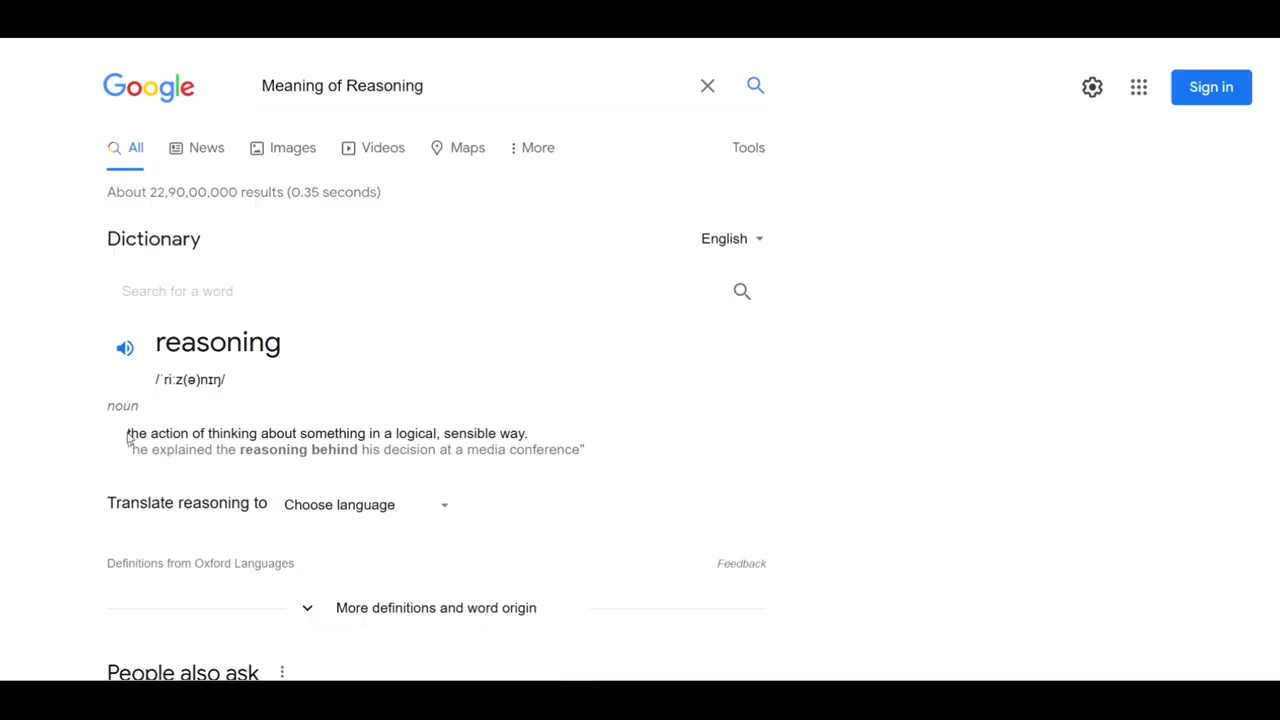 Google
Meaning of Reasoning
Sign in
All News Images Videos Maps More Tools
About 22,90,00,000 results (0.35 seconds)
Dictionary
English
Search for a word
reasoning
/ˈriːz(ə)nɪŋ/
noun
the action of thinking about something in a logical, sensible way.
"he explained the reasoning behind his decision at a media conference"
Translate reasoning to Choose language
Definitions from Oxford Languages
Feedback
More definitions and word origin
People also ask